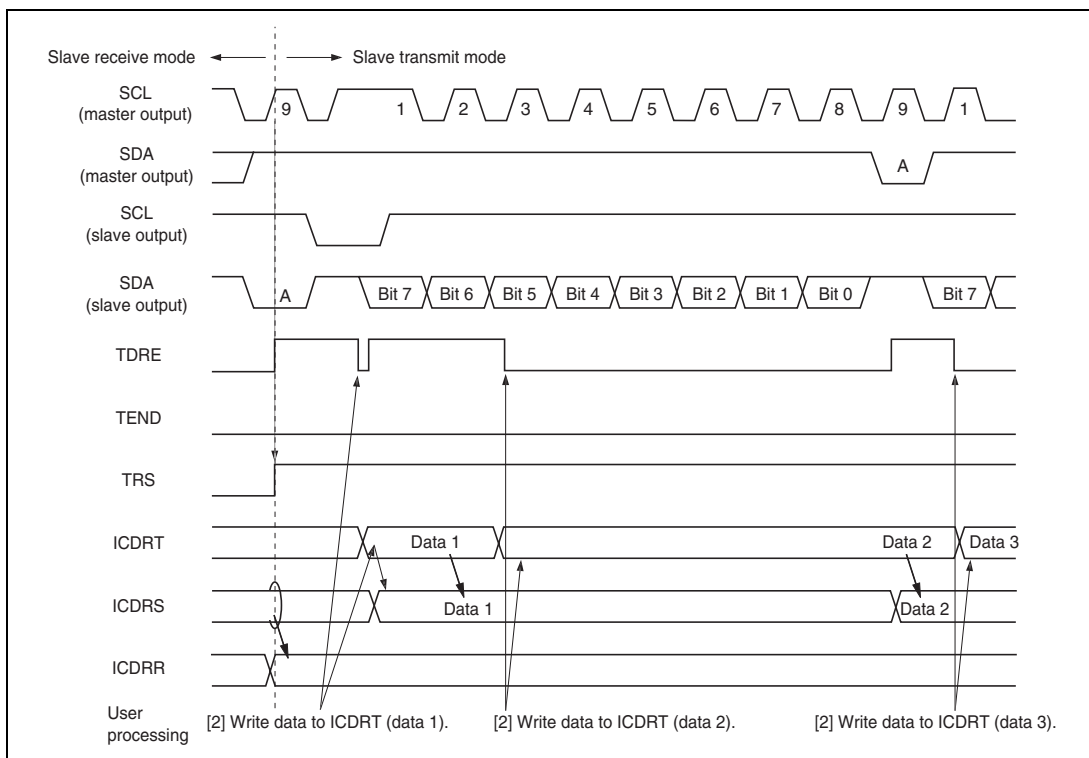 Slave receive mode
Slave transmit mode
SCL
(master output)
9 1 2 3 4 5 6 7 8 9 1
SDA
(master output)
A
SCL
(slave output)
SDA
(slave output)
A Bit 7 Bit 6 Bit 5 Bit 4 Bit 3 Bit 2 Bit 1 Bit 0 Bit 7
TDRE
TEND
TRS
ICDRT
Data 1 Data 2 Data 3
ICDRS
Data 1 Data 2
ICDRR
User
processing
[2] Write data to ICDRT (data 1).
[2] Write data to ICDRT (data 2).
[2] Write data to ICDRT (data 3).